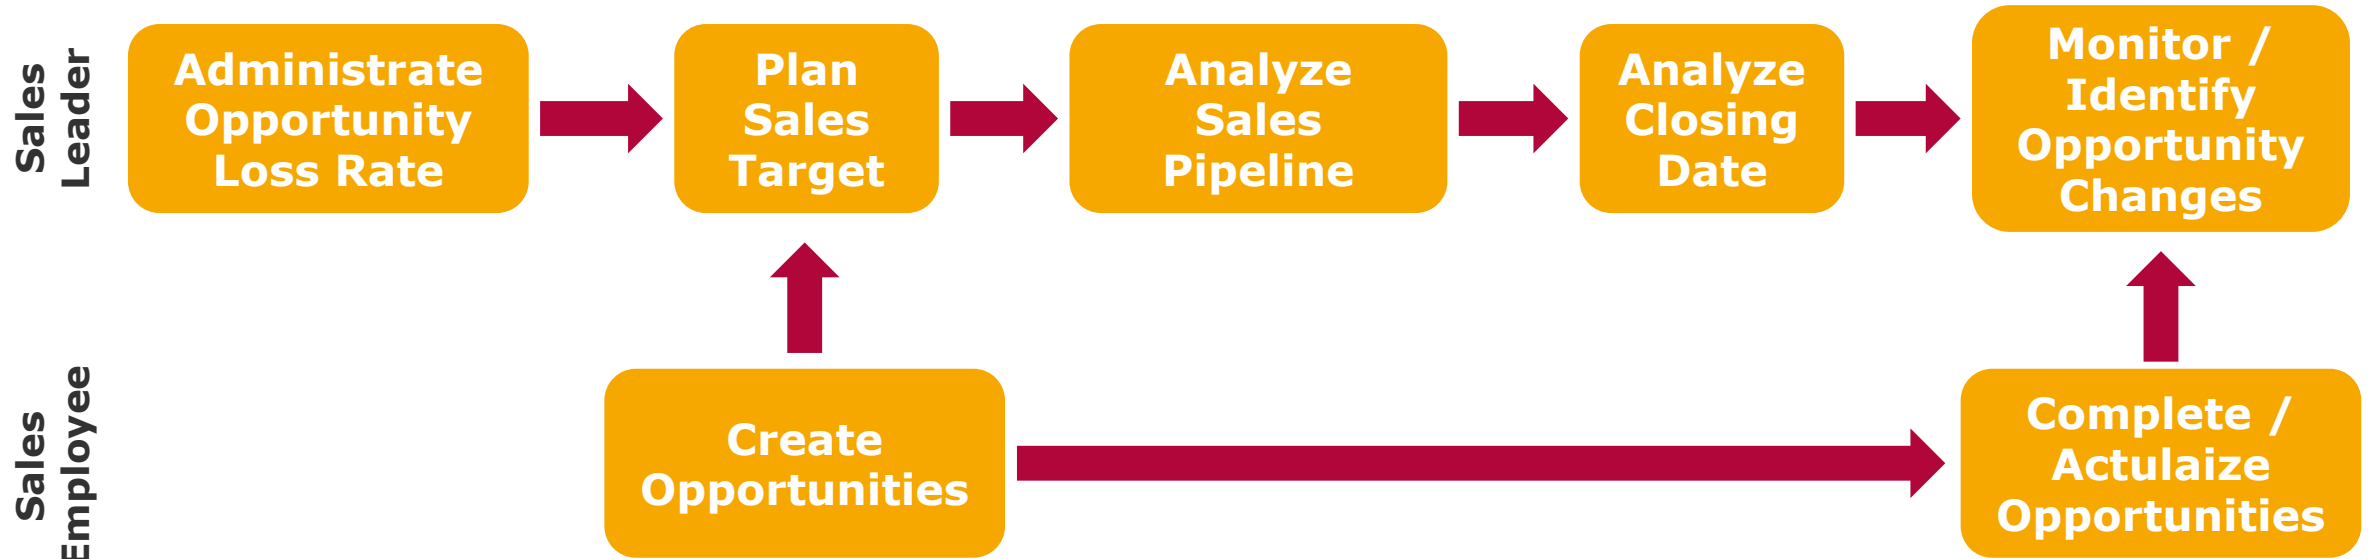 Sales
Leader
Administrate
Opportunity
Loss Rate
Plan
Sales
Target
Analyze
Sales
Pipeline
Analyze
Closing
Date
Monitor /
Identify
Opportunity
Changes
Sales
Employee
Create
Opportunities
Complete /
Actulaize
Opportunities